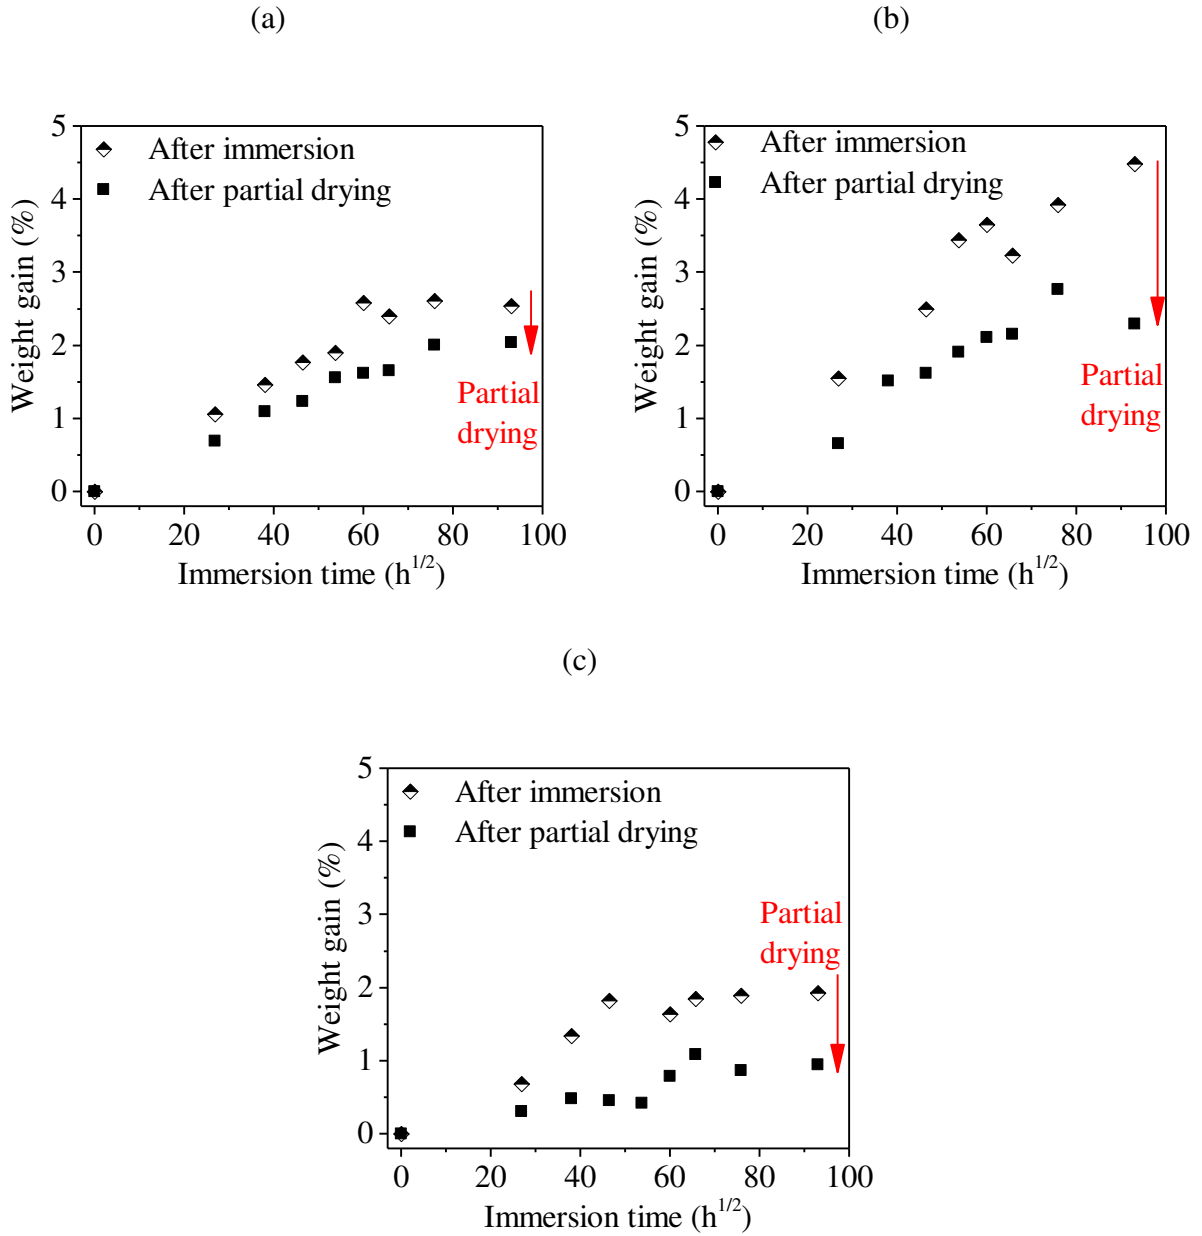 (a)
5
4
3
2
1
0
Weight gain (%)
After immersion
After partial drying
Partial
drying
0 20 40 60 80 100
Immersion time (h^1/2)
(b)
5
4
3
2
1
0
Weight gain (%)
After immersion
After partial drying
Partial
drying
0 20 40 60 80 100
Immersion time (h^1/2)
(c)
5
4
3
2
1
0
Weight gain (%)
After immersion
After partial drying
Partial
drying
0 20 40 60 80 100
Immersion time (h^1/2)